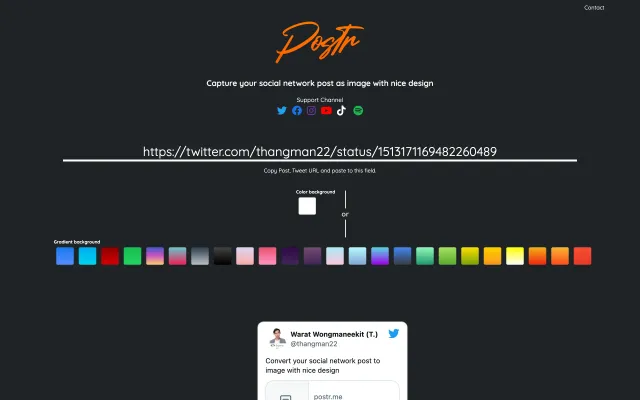 Contact
Postr
Capture your social network post as image with nice design
Support Channel
https://twitter.com/thangman22/status/1513171169482260489
Copy Post, Tweet URL and paste to this field.
Color background
or
Gradient background
Warat Wongmaneekit (T.)
@thangman22
Convert your social network post to
image with nice design
postr.me